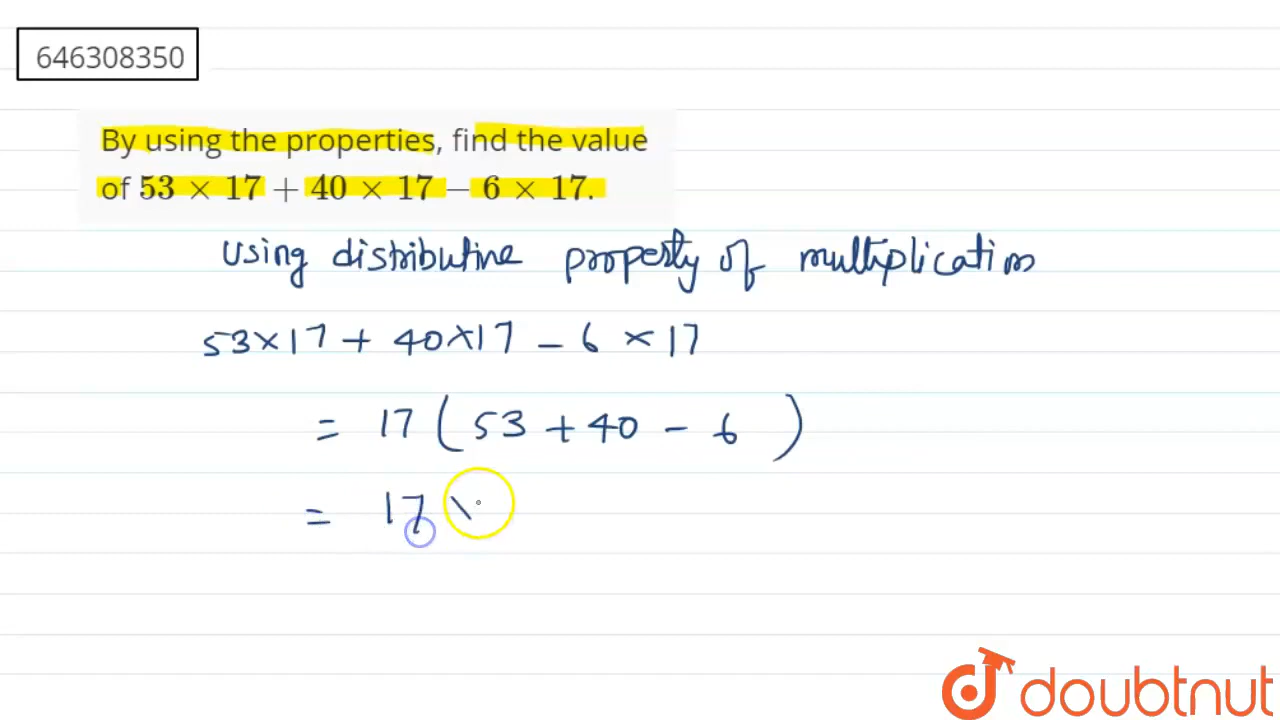 646308350
By using the properties, find the value
of 53 × 17 + 40 × 17 − 6 × 17.
using distributive property of multiplication
53×17 + 40×17 − 6 × 17
= 17 ( 53 + 40 − 6 )
= 17 \
doubtnut